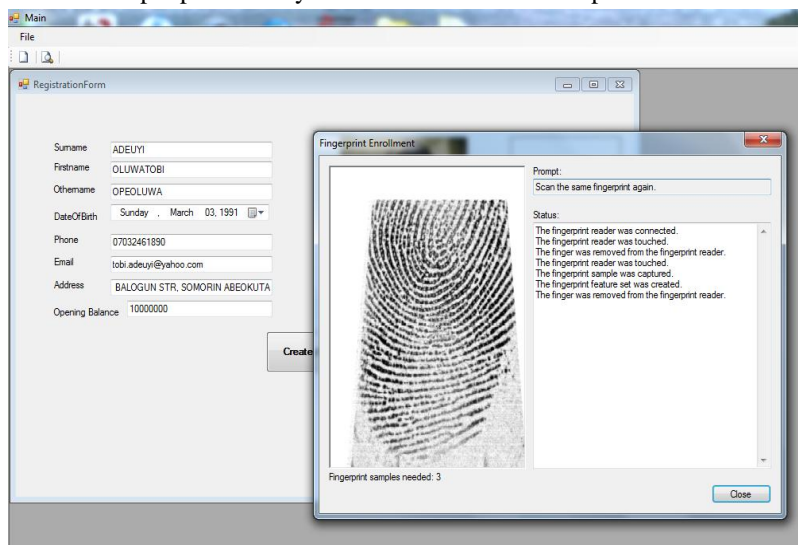 Main
File
RegistrationForm
Surname ADEUYI
Firstname OLUWATOBI
Othername OPEOLUWA
DateOfBirth Sunday , March 03, 1991
Phone 07032461890
Email tobi.adeuyi@yahoo.com
Address BALOGUN STR, SOMORIN ABEOKUTA
Opening Balance 10000000
Create
Fingerprint Enrollment
Prompt:
Scan the same fingerprint again.
Status:
The fingerprint reader was connected.
The fingerprint reader was touched.
The finger was removed from the fingerprint reader.
The fingerprint reader was touched.
The fingerprint sample was captured.
The fingerprint feature set was created.
The finger was removed from the fingerprint reader.
Fingerprint samples needed: 3
Close